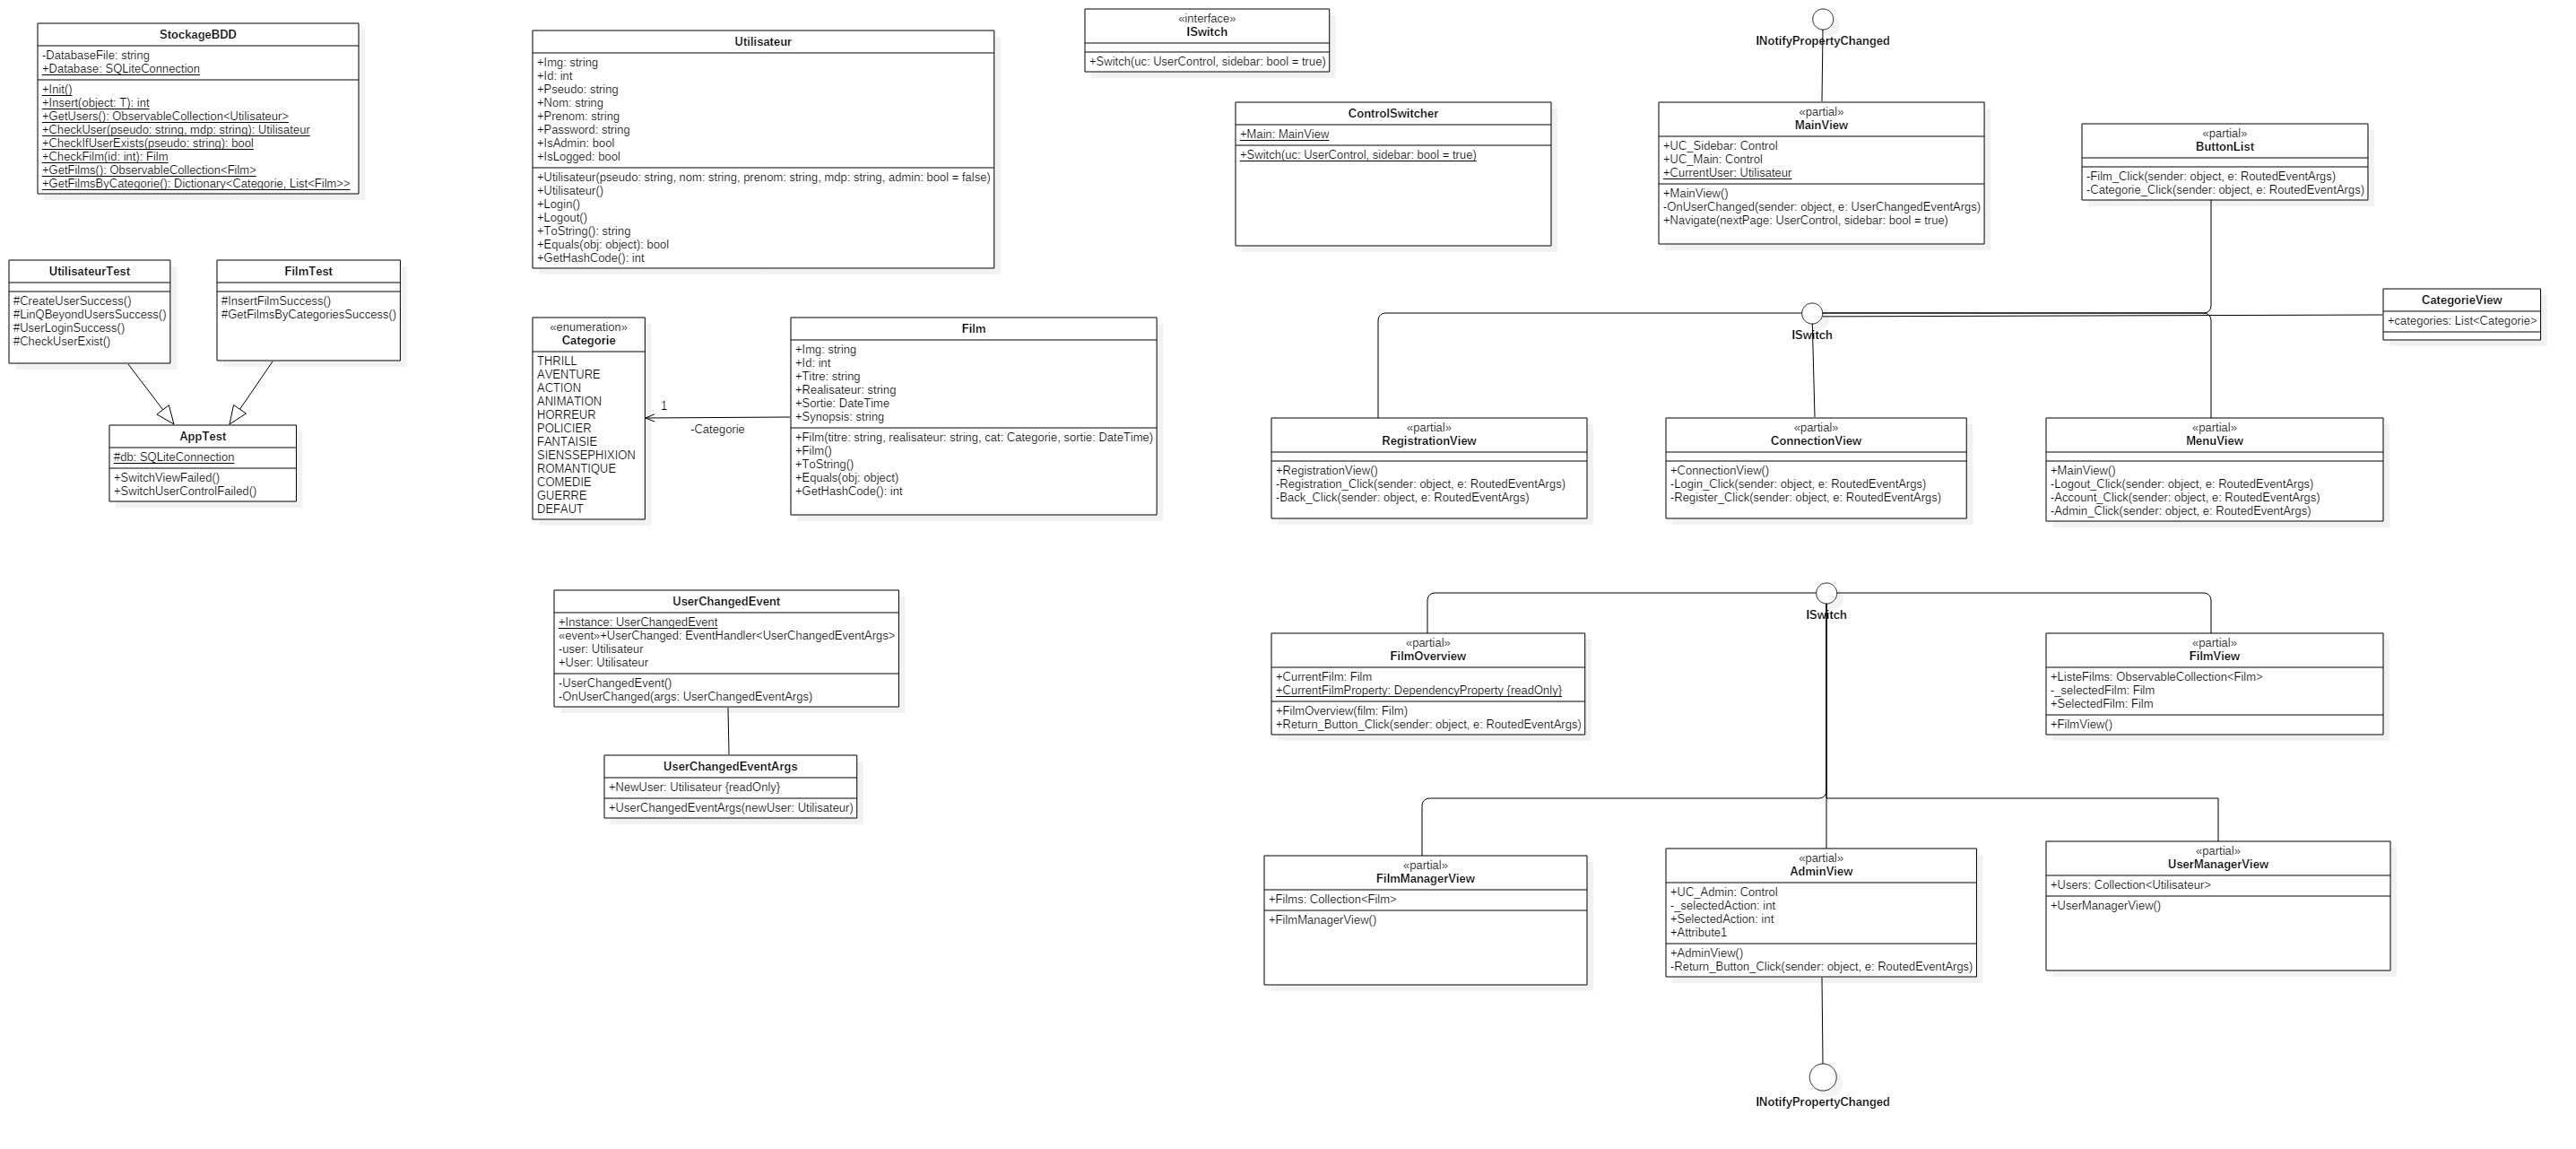 StockageBDD
-DatabaseFile: string
+Database: SQLiteConnection
+Init()
+Insert(object: T): int
+GetUsers(): ObservableCollection<Utilisateur>
+CheckUser(pseudo: string, mdp: string): Utilisateur
+CheckIfUserExists(pseudo: string): bool
+CheckFilm(id: int): Film
+GetFilms(): ObservableCollection<Film>
+GetFilmsByCategorie(): Dictionary<Categorie, List<Film>>
UtilisateurTest
#CreateUserSuccess()
#LinQBeyondUsersSuccess()
#UserLoginSuccess()
#CheckUserExist()
FilmTest
#InsertFilmSuccess()
#GetFilmsByCategoriesSuccess()
AppTest
#db: SQLiteConnection
+SwitchViewFailed()
+SwitchUserControlFailed()
Utilisateur
+Img: string
+Id: int
+Pseudo: string
+Nom: string
+Prenom: string
+Password: string
+IsAdmin: bool
+IsLogged: bool
+Utilisateur(pseudo: string, nom: string, prenom: string, mdp: string, admin: bool = false)
+Utilisateur()
+Login()
+Logout()
+ToString(): string
+Equals(obj: object): bool
+GetHashCode(): int
«enumeration»
Categorie
THRILL
AVENTURE
ACTION
ANIMATION
HORREUR
POLICIER
FANTAISIE
SIENSSEPHIXION
ROMANTIQUE
COMEDIE
GUERRE
DEFAUT
1
-Categorie
Film
+Img: string
+Id: int
+Titre: string
+Realisateur: string
+Sortie: DateTime
+Synopsis: string
+Film(titre: string, realisateur: string, cat: Categorie, sortie: DateTime)
+Film()
+ToString()
+Equals(obj: object)
+GetHashCode(): int
UserChangedEvent
+Instance: UserChangedEvent
«event»+UserChanged: EventHandler<UserChangedEventArgs>
-user: Utilisateur
+User: Utilisateur
-UserChangedEvent()
-OnUserChanged(args: UserChangedEventArgs)
UserChangedEventArgs
+NewUser: Utilisateur {readOnly}
+UserChangedEventArgs(newUser: Utilisateur)
«interface»
ISwitch
+Switch(uc: UserControl, sidebar: bool = true)
ControlSwitcher
+Main: MainView
+Switch(uc: UserControl, sidebar: bool = true)
INotifyPropertyChanged
«partial»
MainView
+UC_Sidebar: Control
+UC_Main: Control
+CurrentUser: Utilisateur
+MainView()
-OnUserChanged(sender: object, e: UserChangedEventArgs)
+Navigate(nextPage: UserControl, sidebar: bool = true)
«partial»
ButtonList
-Film_Click(sender: object, e: RoutedEventArgs)
-Categorie_Click(sender: object, e: RoutedEventArgs)
CategorieView
+categories: List<Categorie>
ISwitch
«partial»
RegistrationView
+RegistrationView()
-Registration_Click(sender: object, e: RoutedEventArgs)
-Back_Click(sender: object, e: RoutedEventArgs)
«partial»
ConnectionView
+ConnectionView()
-Login_Click(sender: object, e: RoutedEventArgs)
-Register_Click(sender: object, e: RoutedEventArgs)
«partial»
MenuView
+MainView()
-Logout_Click(sender: object, e: RoutedEventArgs)
-Account_Click(sender: object, e: RoutedEventArgs)
-Admin_Click(sender: object, e: RoutedEventArgs)
ISwitch
«partial»
FilmOverview
+CurrentFilm: Film
+CurrentFilmProperty: DependencyProperty {readOnly}
+FilmOverview(film: Film)
+Return_Button_Click(sender: object, e: RoutedEventArgs)
«partial»
FilmView
+ListeFilms: ObservableCollection<Film>
-_selectedFilm: Film
+SelectedFilm: Film
+FilmView()
«partial»
FilmManagerView
+Films: Collection<Film>
+FilmManagerView()
«partial»
AdminView
+UC_Admin: Control
-_selectedAction: int
+SelectedAction: int
+Attribute1
+AdminView()
-Return_Button_Click(sender: object, e: RoutedEventArgs)
«partial»
UserManagerView
+Users: Collection<Utilisateur>
+UserManagerView()
INotifyPropertyChanged